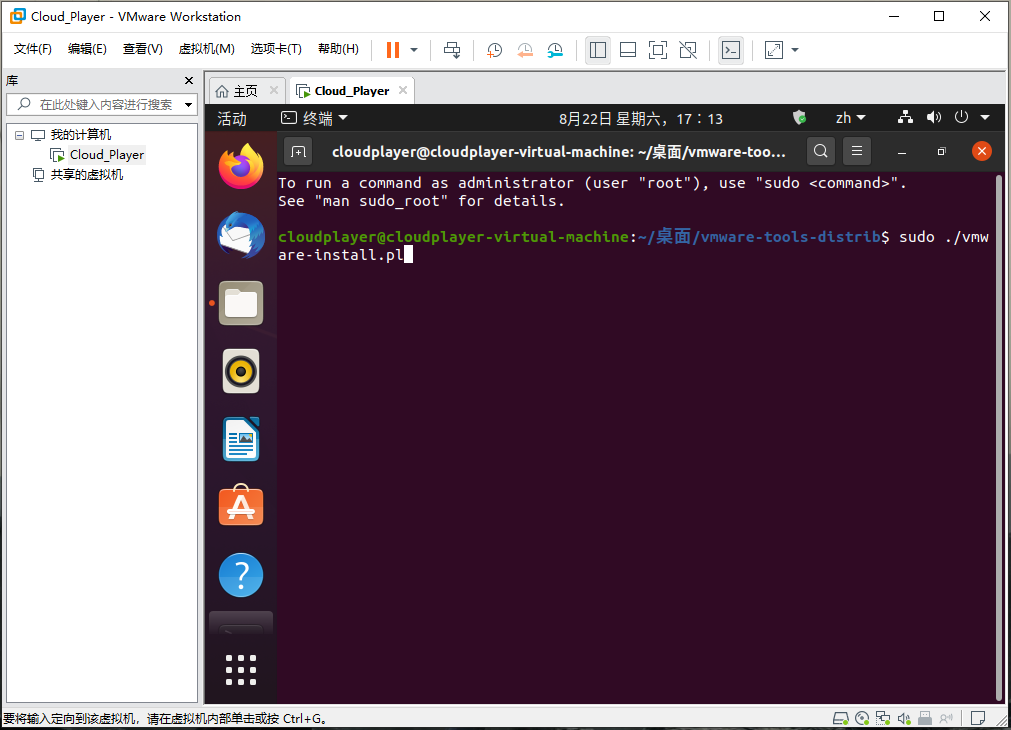 Cloud_Player - VMware Workstation
文件(F) 编辑(E) 查看(V) 虚拟机(M) 选项卡(T) 帮助(H)
库
在此处键入内容进行搜索
我的计算机
Cloud_Player
共享的虚拟机
主页 Cloud_Player
活动 终端 8月22日 星期六，17：13 zh
cloudplayer@cloudplayer-virtual-machine: ~/桌面/vmware-too...
To run a command as administrator (user "root"), use "sudo <command>".
See "man sudo_root" for details.
cloudplayer@cloudplayer-virtual-machine:~/桌面/vmware-tools-distrib$ sudo ./vmw
are-install.pl
要将输入定向到该虚拟机，请在虚拟机内部单击或按 Ctrl+G。